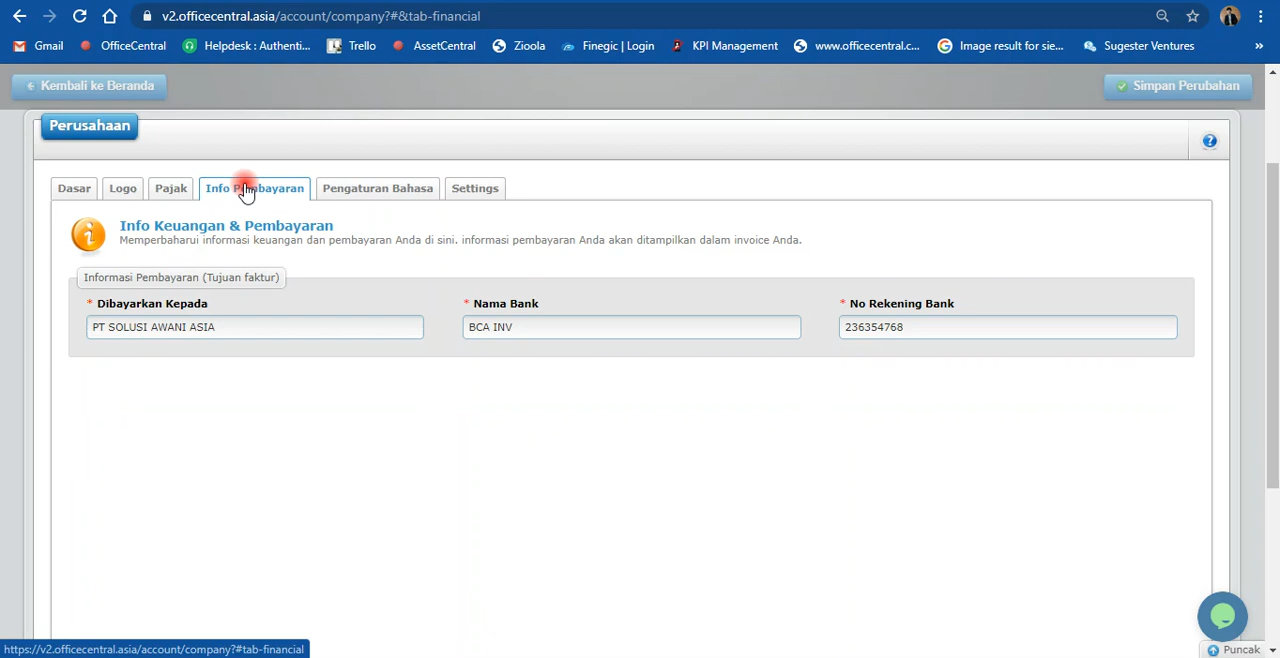 v2.officecentral.asia/account/company?#&tab-financial
Gmail OfficeCentral Helpdesk : Authenti... Trello AssetCentral Zioola Finegic | Login KPI Management www.officecentral.c... Image result for sie... Sugester Ventures »
Kembali ke Beranda Simpan Perubahan
Perusahaan
Dasar Logo Pajak Info Pembayaran Pengaturan Bahasa Settings
Info Keuangan & Pembayaran
Memperbaharui informasi keuangan dan pembayaran Anda di sini. informasi pembayaran Anda akan ditampilkan dalam invoice Anda.
Informasi Pembayaran (Tujuan faktur)
* Dibayarkan Kepada * Nama Bank * No Rekening Bank
PT SOLUSI AWANI ASIA BCA INV 236354768
https://v2.officecentral.asia/account/company?#tab-financial Puncak